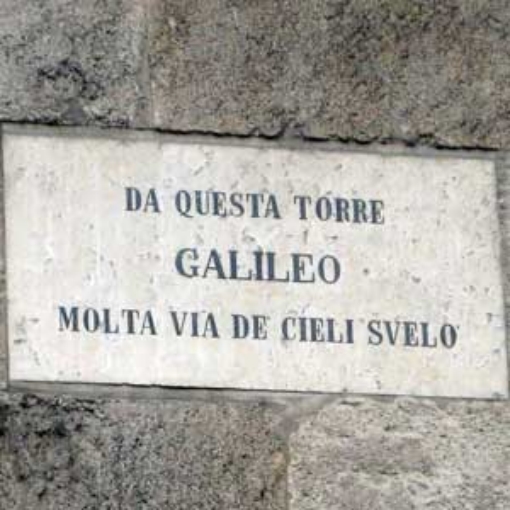 DA QUESTA TORRE
GALILEO
MOLTA VIA DE CIELI SVELO